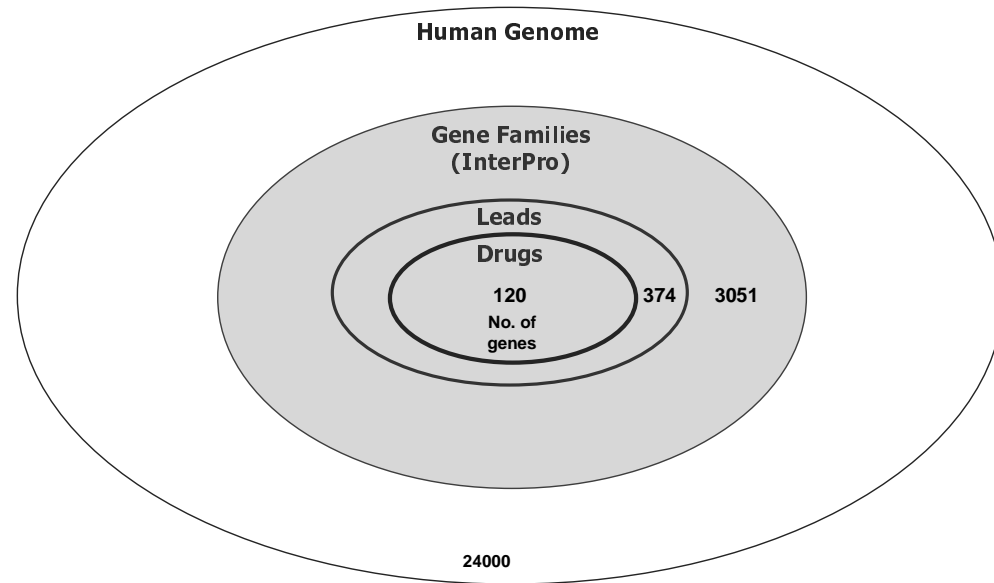 Human Genome
Gene Families
(InterPro)
Leads
Drugs
120
374
3051
No. of
genes
24000